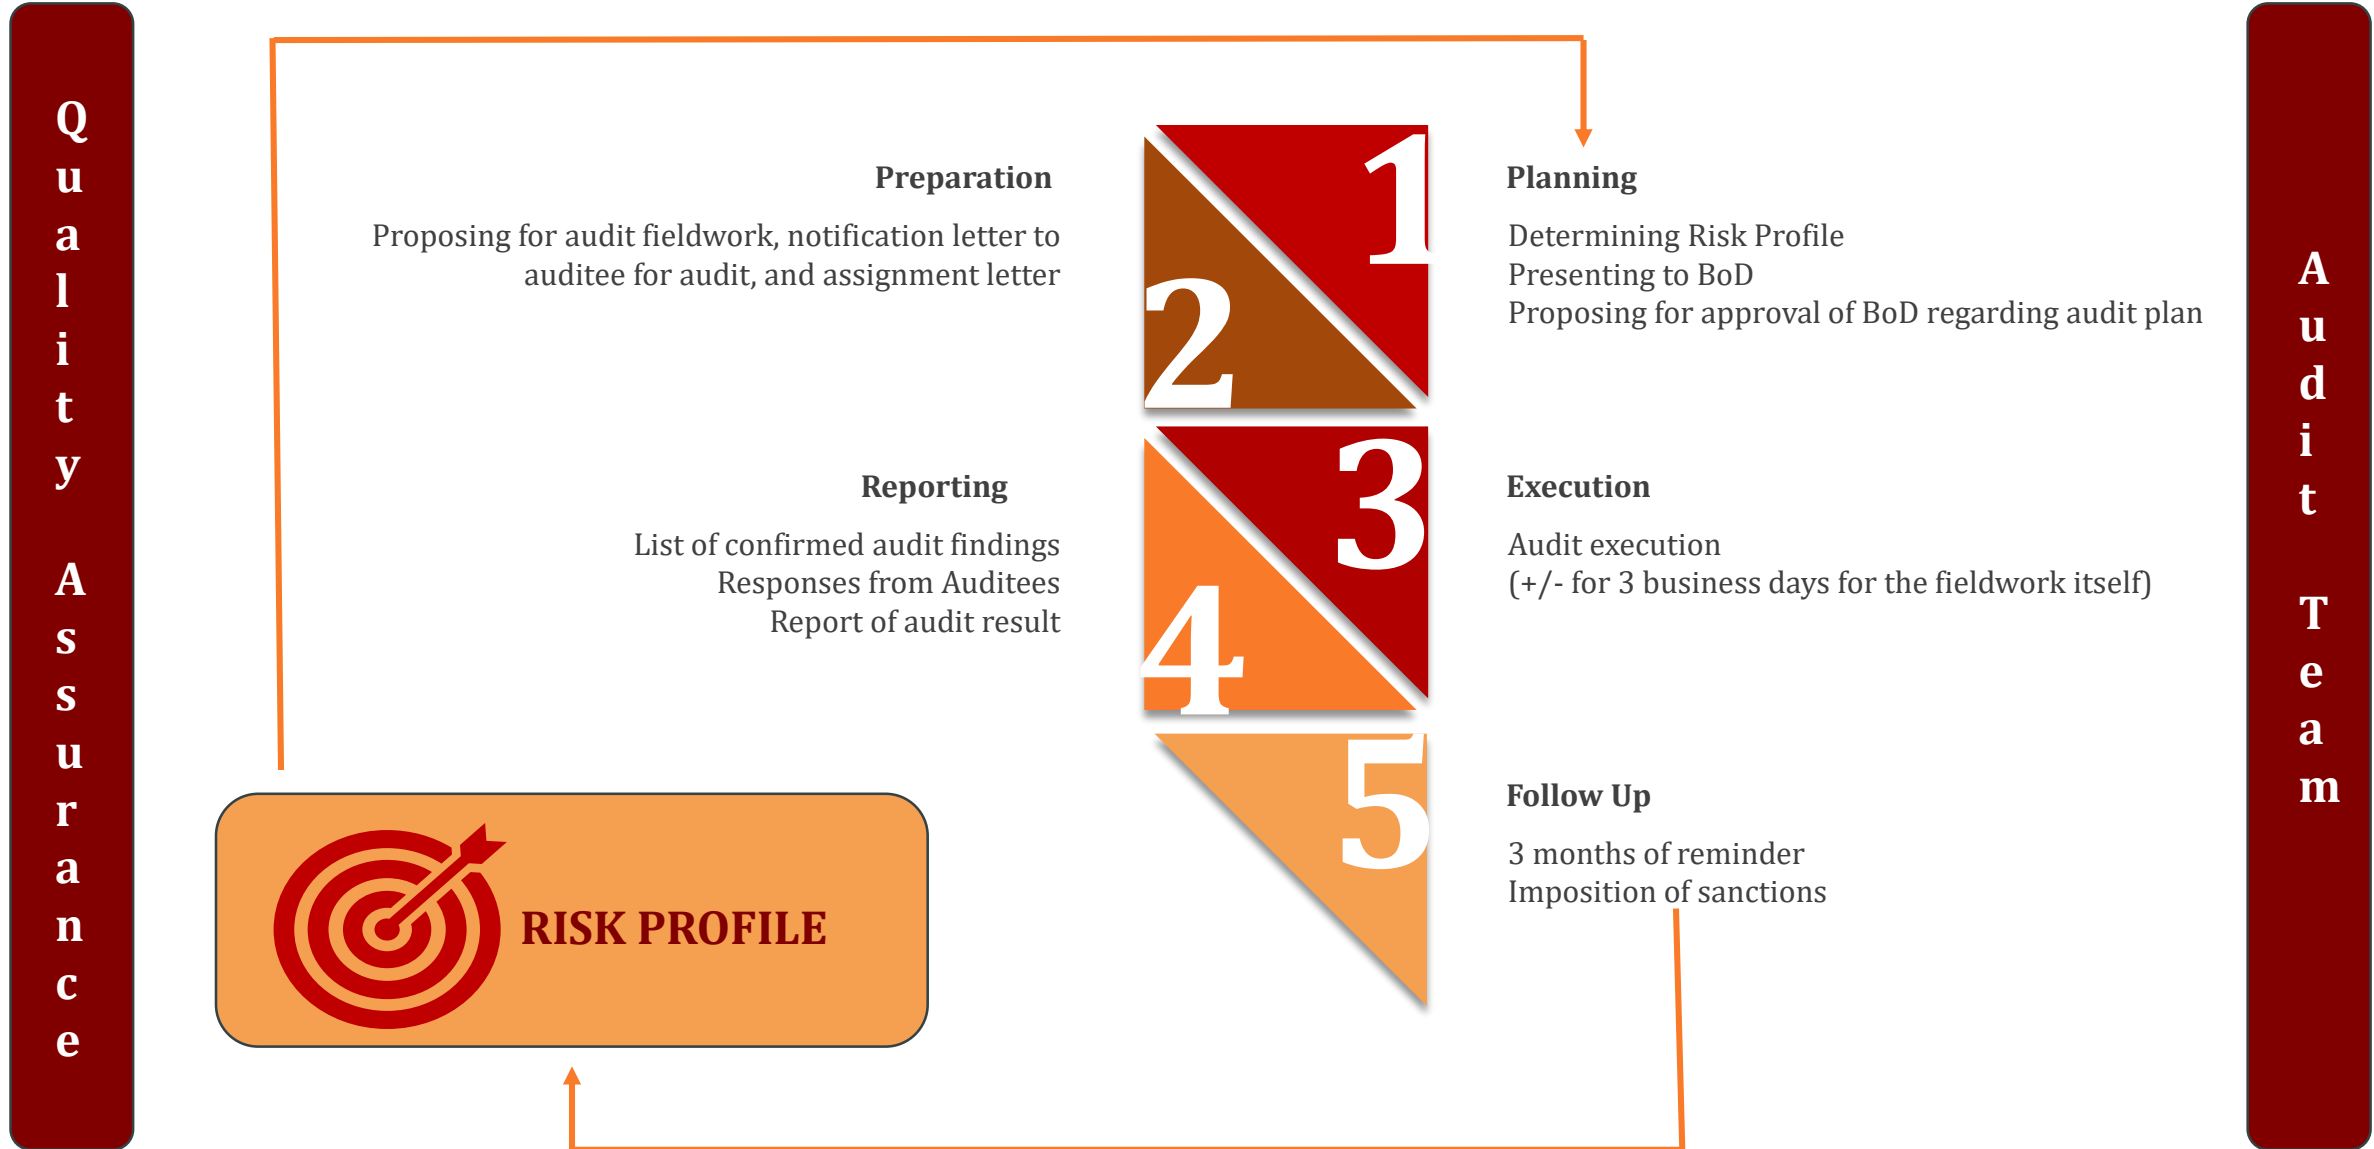 Quality Assurance
1
Planning
Determining Risk Profile
Presenting to BoD
Proposing for approval of BoD regarding audit plan
2
Preparation
Proposing for audit fieldwork, notification letter to
auditee for audit, and assignment letter
3
Execution
Audit execution
(+/- for 3 business days for the fieldwork itself)
4
Reporting
List of confirmed audit findings
Responses from Auditees
Report of audit result
5
Follow Up
3 months of reminder
Imposition of sanctions
RISK PROFILE
Audit Team